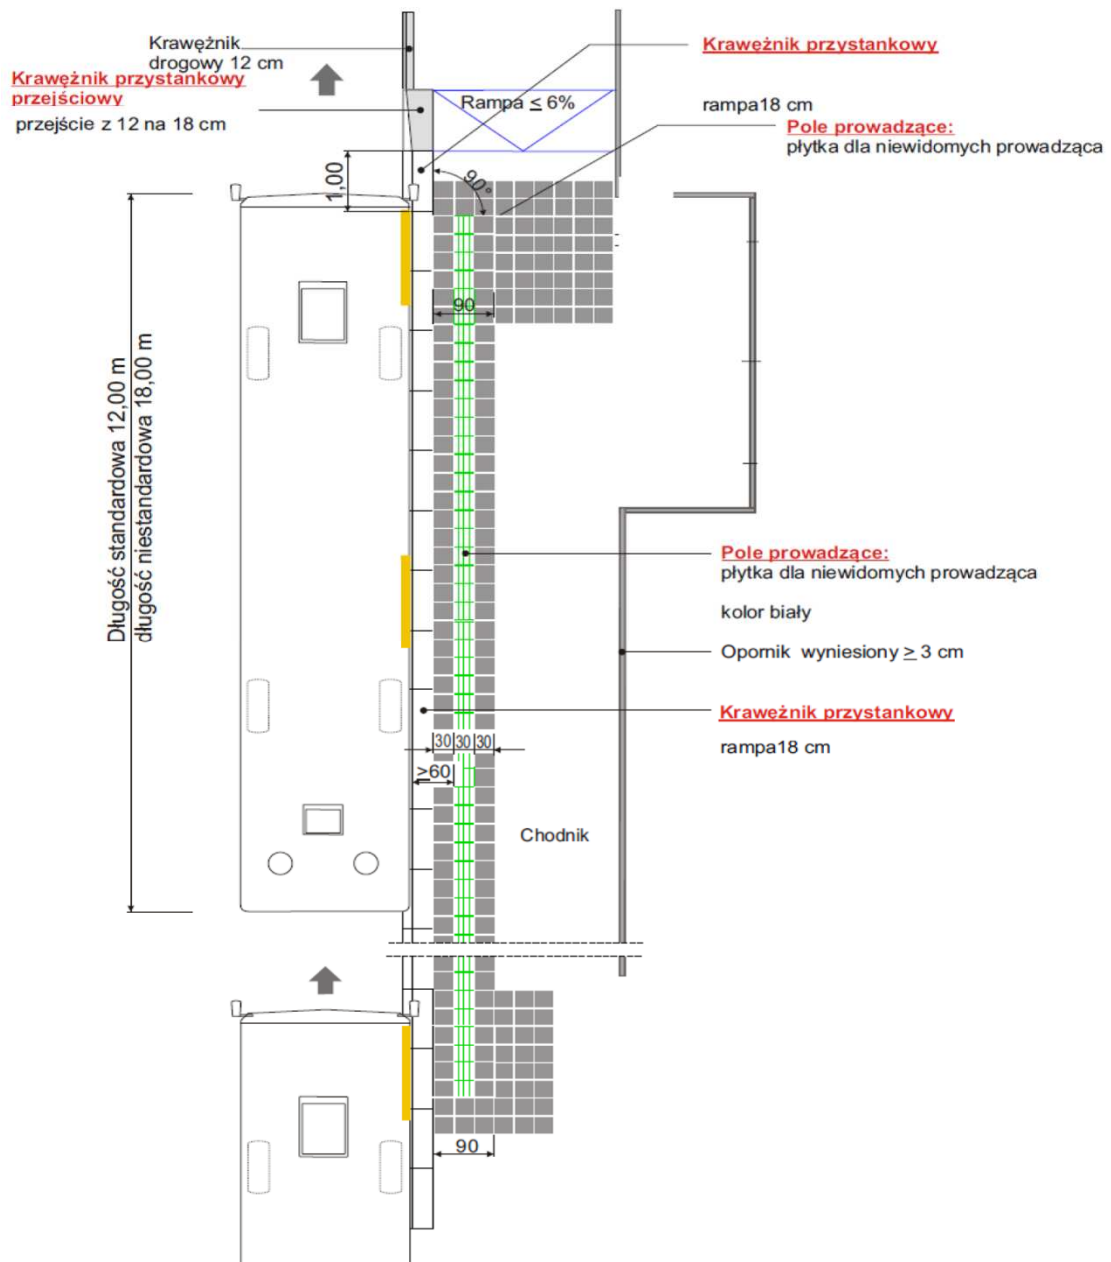 Krawężnik
drogowy 12 cm
Krawężnik przystankowy
przejściowy
przejście z 12 na 18 cm
Krawężnik przystankowy
rampa18 cm
Rampa ≤ 6%
Pole prowadzące:
płytka dla niewidomych prowadząca
1,00
90°
90
Długość standardowa 12,00 m
długość niestandardowa 18,00 m
Pole prowadzące:
płytka dla niewidomych prowadząca
kolor biały
Opornik wyniesiony ≥ 3 cm
Krawężnik przystankowy
rampa18 cm
30 30 30
≥60
Chodnik
90